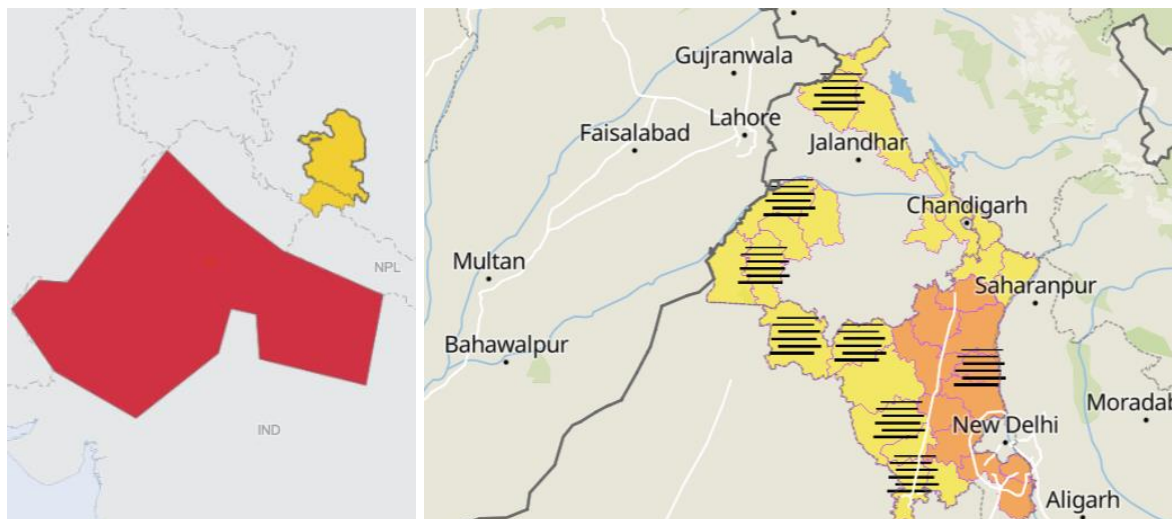 NPL
IND
Gujranwala
Lahore
Faisalabad
Jalandhar
Chandigarh
Multan
Saharanpur
Bahawalpur
Moradab
New Delhi
Aligarh